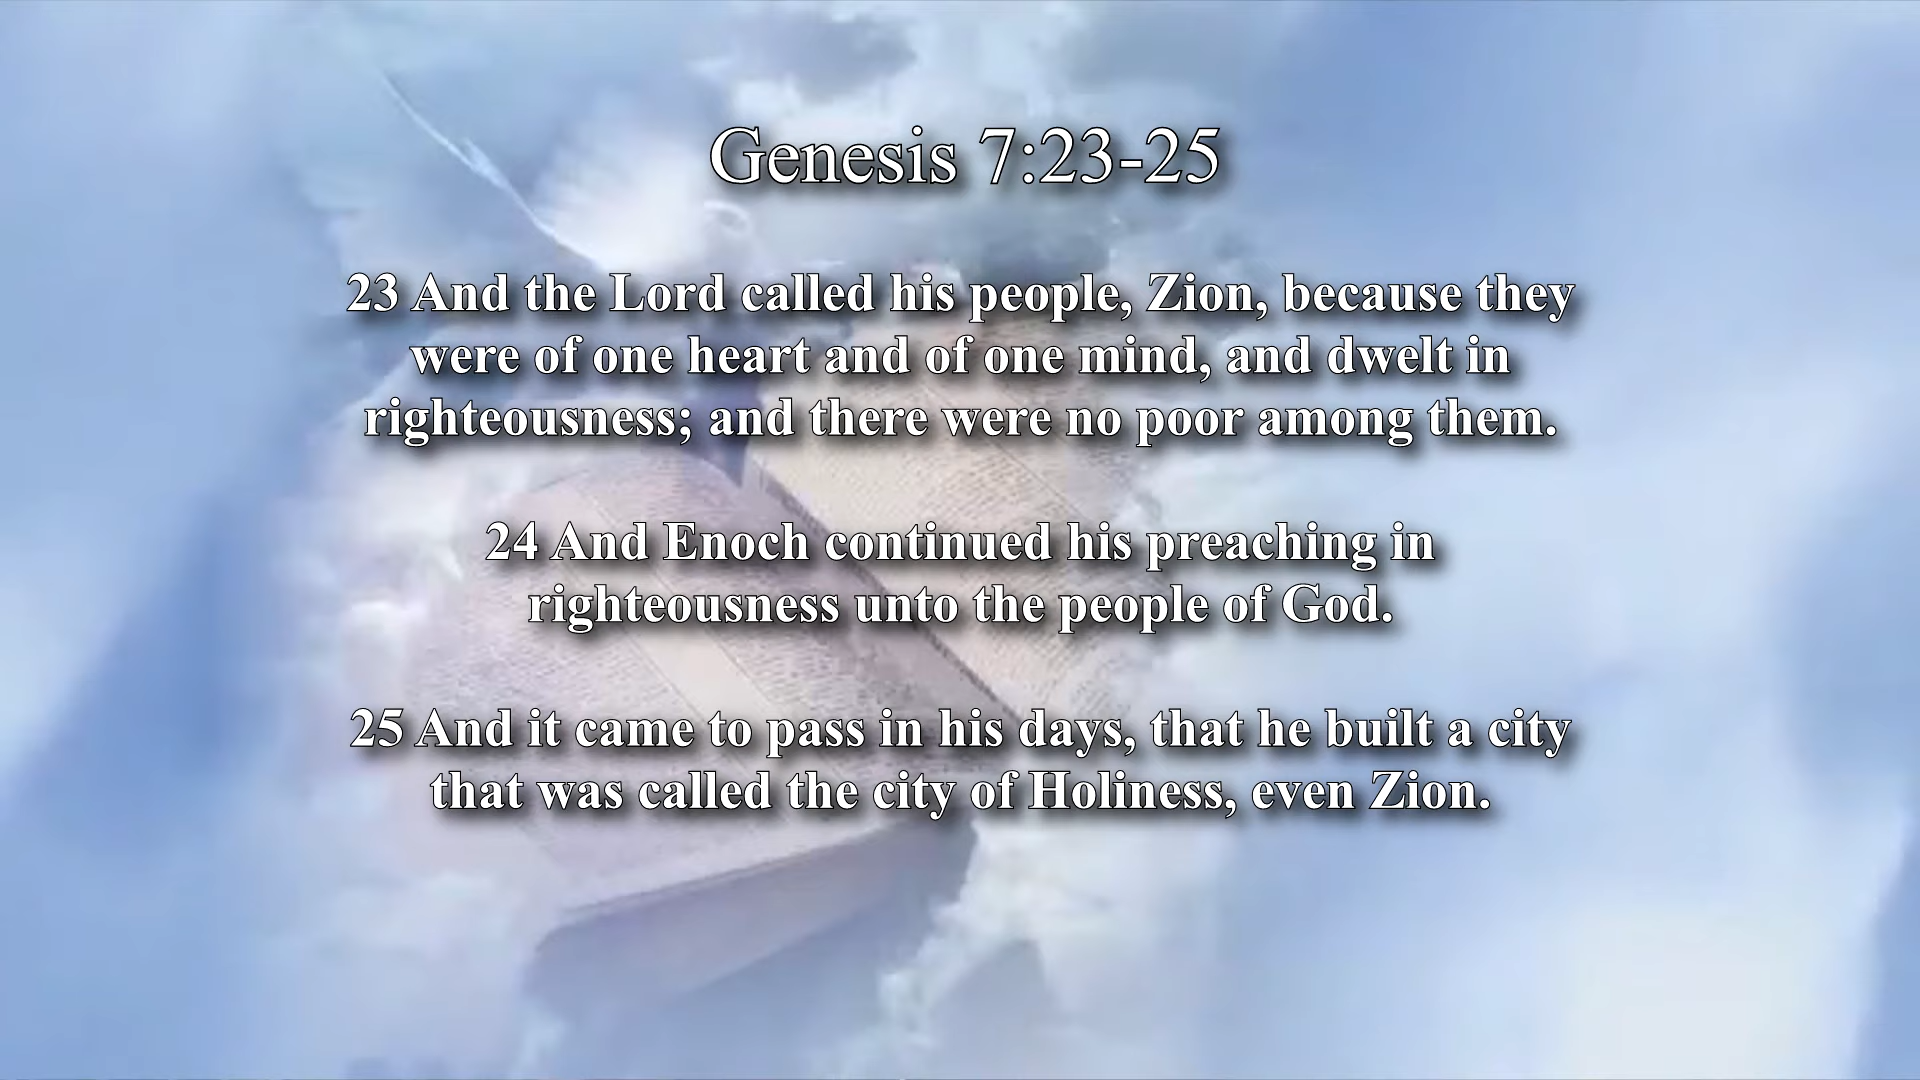 Genesis 7:23-25
23 And the Lord called his people, Zion, because they
were of one heart and of one mind, and dwelt in
righteousness; and there were no poor among them.
24 And Enoch continued his preaching in
righteousness unto the people of God.
25 And it came to pass in his days, that he built a city
that was called the city of Holiness, even Zion.